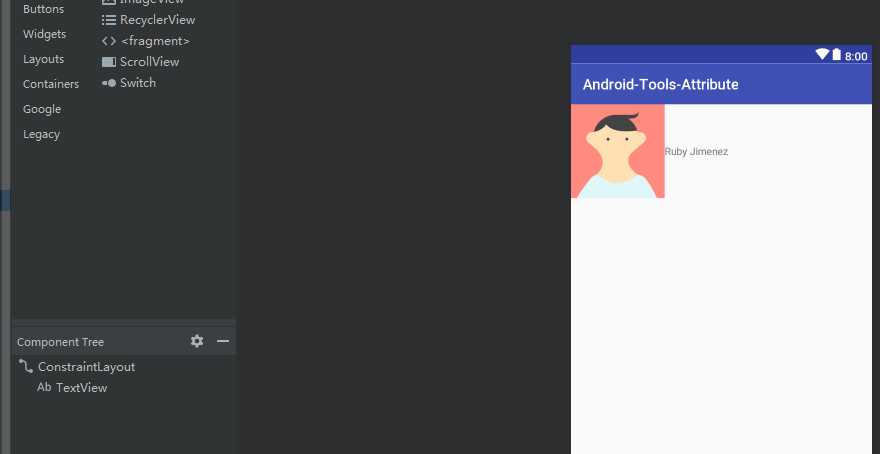 Buttons
Widgets
Layouts
Containers
Google
Legacy
ImageView
RecyclerView
<fragment>
ScrollView
Switch
Component Tree
ConstraintLayout
Ab TextView
8:00
Android-Tools-Attribute
Ruby Jimenez